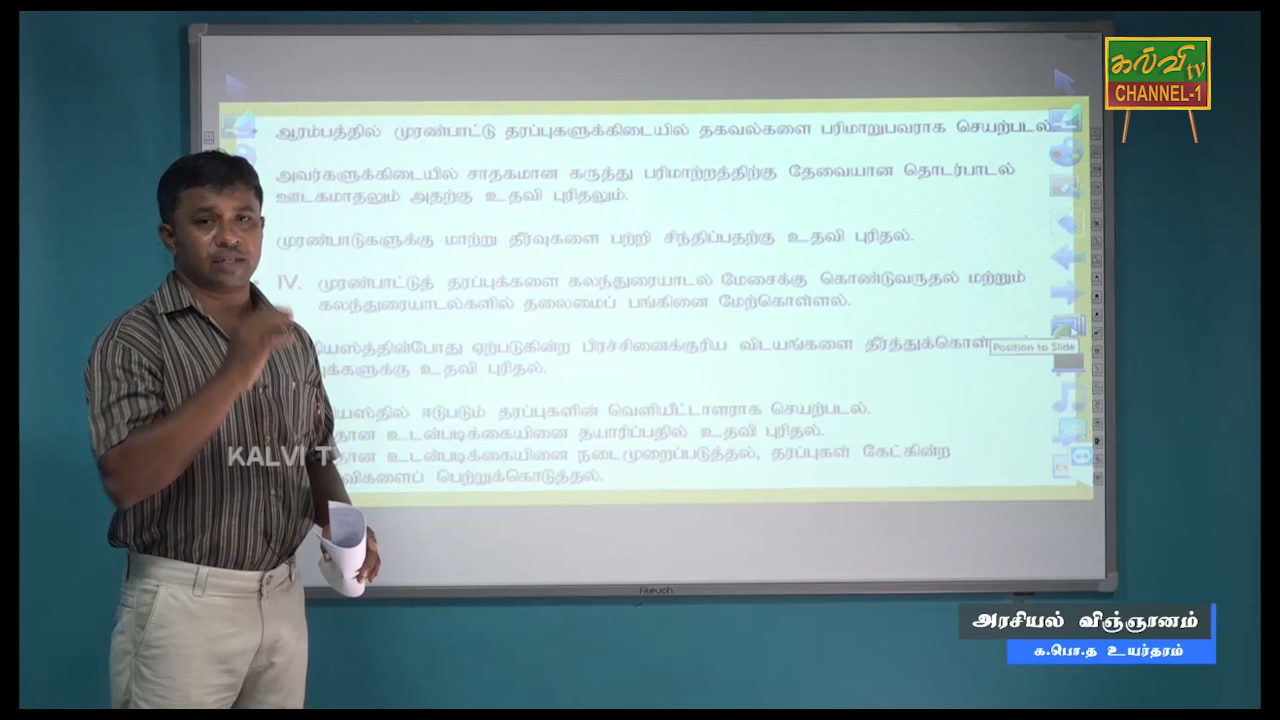 கல்வி tv
CHANNEL-1
ஆரம்பத்தில் முரண்பாட்டு தரப்புகளுக்கிடையில் தகவல்களை பரிமாறுபவராக செயற்படல்.
அவர்களுக்கிடையில் சாதகமான கருத்து பரிமாற்றத்திற்கு தேவையான தொடர்பாடல்
ஊடகமாதலும் அதற்கு உதவி புரிதலும்.
முரண்பாடுகளுக்கு மாற்று தீர்வுகளை பற்றி சிந்திப்பதற்கு உதவி புரிதல்.
IV. முரண்பாட்டுத் தரப்புக்களை கலந்துரையாடல் மேசைக்கு கொண்டுவருதல் மற்றும்
கலந்துரையாடல்களில் தலைமைப் பங்கினை மேற்கொள்ளல்.
ஏற்படுகின்ற பிரச்சினைக்குரிய விடயங்களை
Position to Slide
உதவி புரிதல்.
ஈடுபடும் தரப்புகளின் வெளியீட்டாளராக செயற்படல்.
உடன்படிக்கையினை தயாரிப்பதில் உதவி புரிதல்.
உடன்படிக்கையினை நடைமுறைப்படுத்தல், தரப்புகள் கேட்கின்ற
பெற்றுக்கொடுத்தல்.
KALVI T
fitouch
அரசியல் விஞ்ஞானம்
க.பொ.த உயர்தரம்